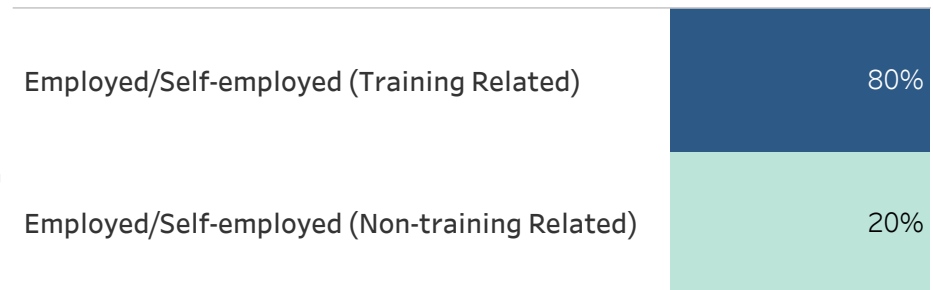 Employed/Self-employed (Training Related) 80%
Employed/Self-employed (Non-training Related) 20%